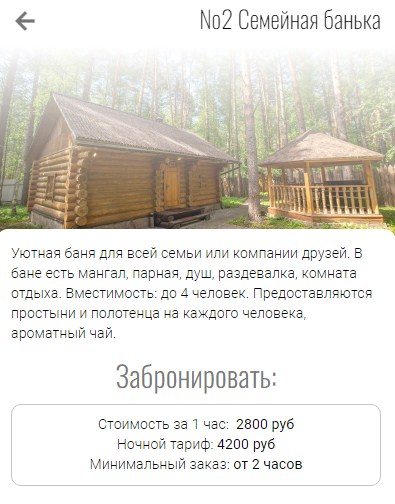 №2 Семейная банька
Уютная баня для всей семьи или компании друзей. В
бане есть мангал, парная, душ, раздевалка, комната
отдыха. Вместимость: до 4 человек. Предоставляются
простыни и полотенца на каждого человека,
ароматный чай.
Забронировать:
Стоимость за 1 час: 2800 руб
Ночной тариф: 4200 руб
Минимальный заказ: от 2 часов